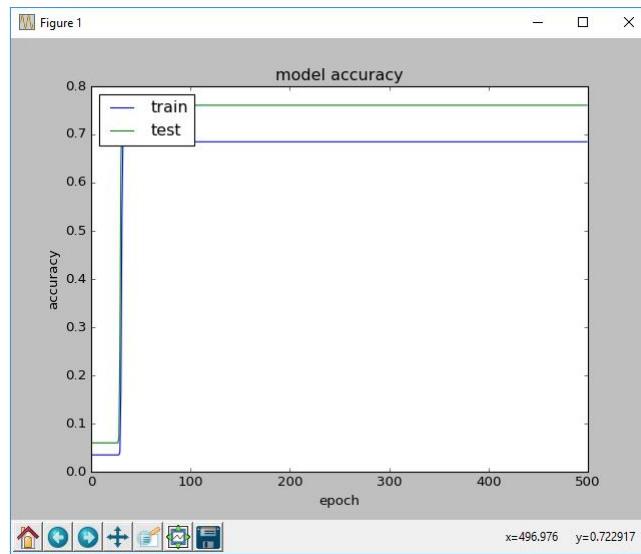 Figure 1
model accuracy
train
test
0.8
0.7
0.6
0.5
0.4
0.3
0.2
0.1
0.0
accuracy
0 100 200 300 400 500
epoch
x=496.976 y=0.722917